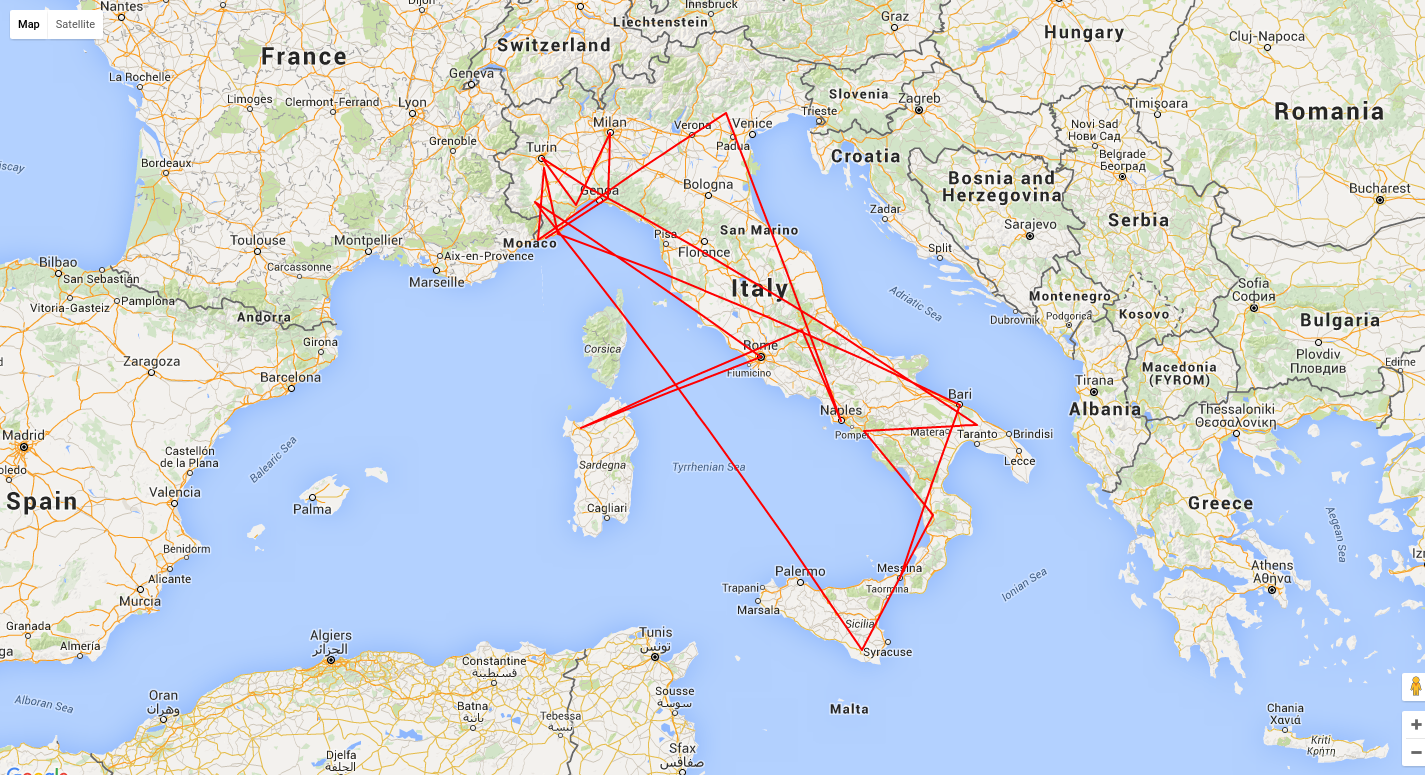 Map
Satellite
Nantes
Dijon
Liechtenstein
Innsbruck
Graz
Hungary
Cluj-Napoca
Switzerland
France
La Rochelle
Geneva
Limoges
Clermont-Ferrand
Lyon
Slovenia
Zagreb
Timișoara
Romania
Trieste
Milan
Verona
Venice
Padua
Novi Sad
Нови Сад
Grenoble
Turin
Croatia
Belgrade
Београд
Bordeaux
iscay
Bosnia and
Herzegovina
Bologna
Genoa
Bucharest
Zadar
Serbia
Sarajevo
San Marino
Pisa
Florence
Toulouse
Montpellier
Monaco
Aix-en-Provence
Split
Bilbao
San Sebastián
Carcassonne
Marseille
Vitoria-Gasteiz
Pamplona
Italy
Adriatic Sea
Montenegro
Podgorica
Kosovo
Sofia
София
Dubrovnik
Andorra
Bulgaria
Girona
Corsica
Rome
Fiumicino
Plovdiv
Пловдив
Edirne
Zaragoza
Barcelona
Macedonia
(FYROM)
Tirana
Albania
Bari
Naples
Pompei
Matera
Taranto
Brindisi
Lecce
Thessaloniki
Θεσσαλονίκη
Madrid
oledo
Castellón
de la Plana
Balearic Sea
Sardegna
Tyrrhenian Sea
Spain
Valencia
Palma
Cagliari
Greece
Aegean Sea
Benidorm
Alicante
Murcia
Palermo
Messina
Trapani
Taormina
Marsala
Sicilia
Syracuse
Ionian Sea
Athens
Αθήνα
Izm
Granada
Almería
ga
Algiers
الجزائر
Tunis
تونس
Constantine
قسنطينة
Oran
وهران
Alboran Sea
Batna
باتنة
Tebessa
تبسة
Sousse
سوسة
Malta
Chania
Χανιά
Kriti
Κρήτη
Djelfa
الجلفة
Sfax
صفاقس
Google